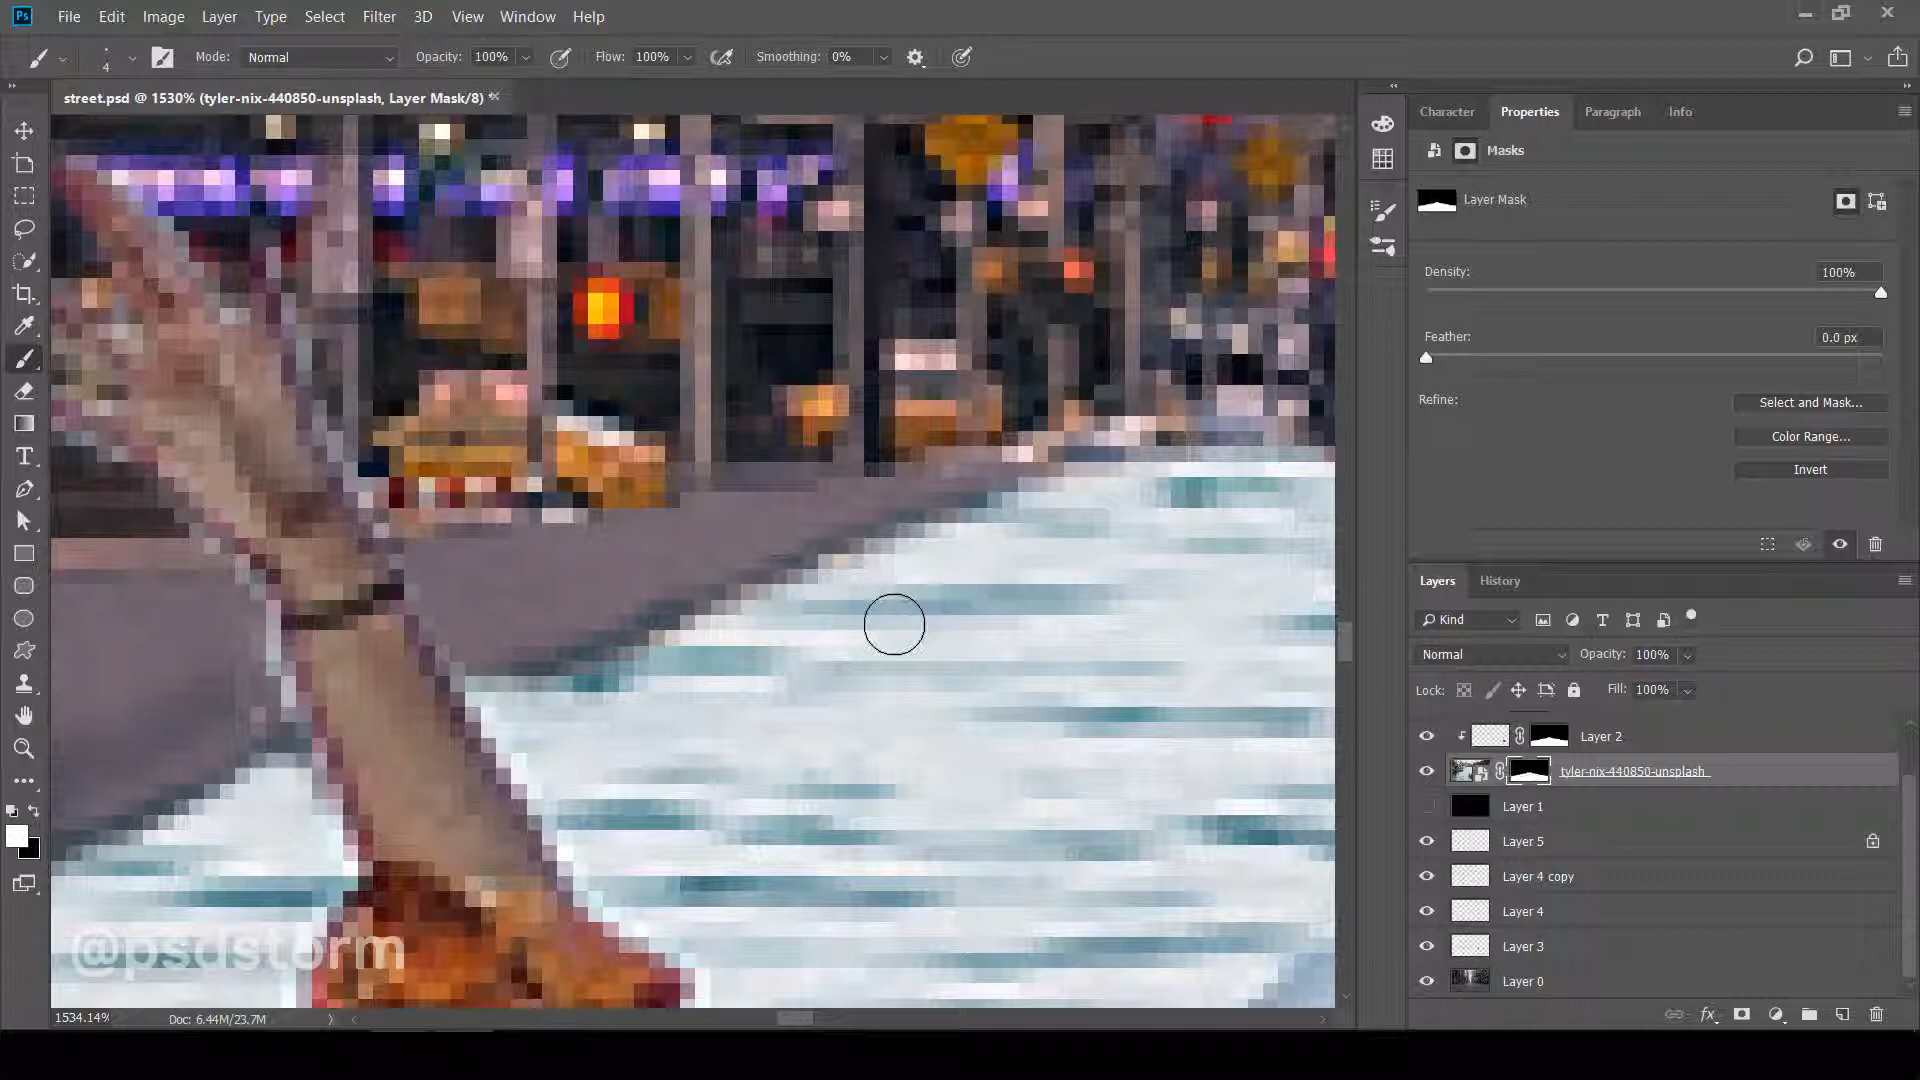 Ps File Edit Image Layer Type Select Filter 3D View Window Help
4 Mode: Normal Opacity: 100% Flow: 100% Smoothing: 0%
street.psd @ 1530% (tyler-nix-440850-unsplash, Layer Mask/8) *
Character Properties Paragraph Info
Masks
Layer Mask
Density: 100%
Feather: 0.0 px
Refine: Select and Mask...
Color Range...
Invert
Layers History
Kind
Normal Opacity: 100%
Lock: Fill: 100%
Layer 2
tyler-nix-440850-unsplash
Layer 1
Layer 5
Layer 4 copy
Layer 4
Layer 3
Layer 0
@psdstorm
1534.14% Doc: 6.44M/23.7M